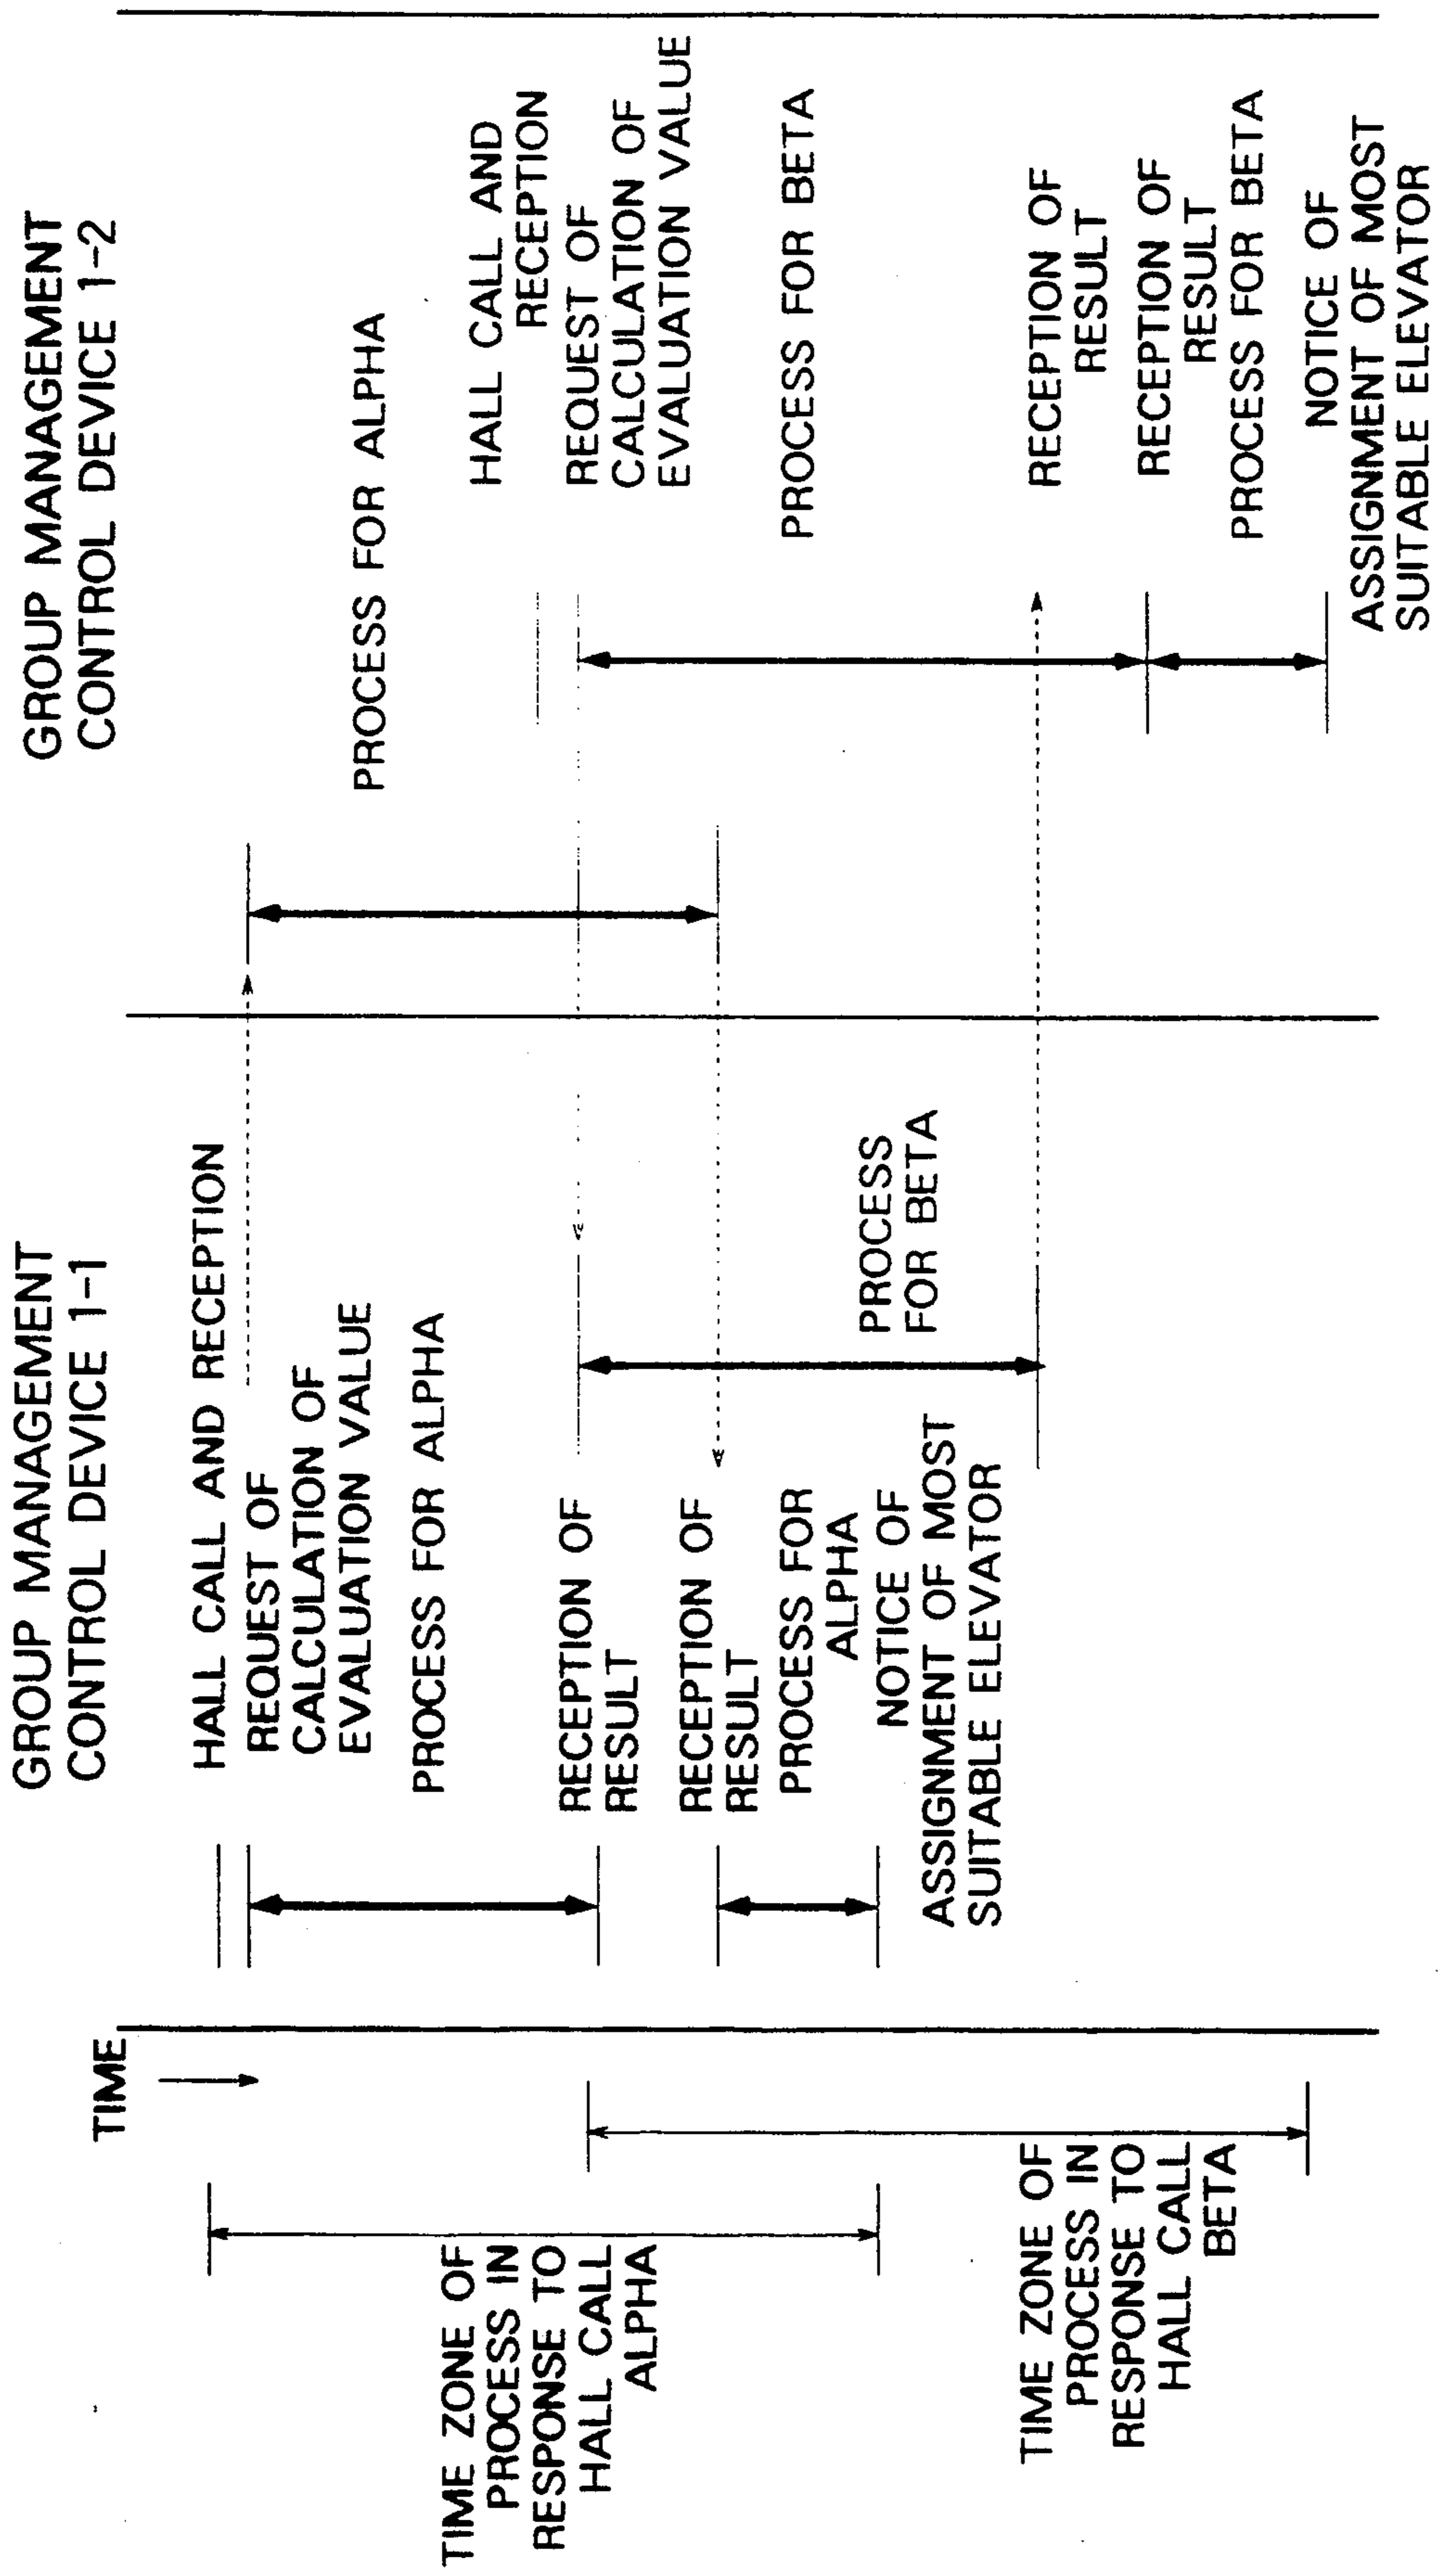 TIME
TIME ZONE OF
PROCESS IN
RESPONSE TO
HALL CALL
ALPHA
TIME ZONE OF
PROCESS IN
RESPONSE TO
HALL CALL
BETA
GROUP MANAGEMENT
CONTROL DEVICE 1-1
HALL CALL AND RECEPTION
REQUEST OF
CALCULATION OF
EVALUATION VALUE
PROCESS FOR ALPHA
RECEPTION OF
RESULT
RECEPTION OF
RESULT
PROCESS FOR
ALPHA
NOTICE OF
ASSIGNMENT OF MOST
SUITABLE ELEVATOR
PROCESS
FOR BETA
GROUP MANAGEMENT
CONTROL DEVICE 1-2
PROCESS FOR ALPHA
HALL CALL AND
RECEPTION
REQUEST OF
CALCULATION OF
EVALUATION VALUE
PROCESS FOR BETA
RECEPTION OF
RESULT
RECEPTION OF
RESULT
PROCESS FOR BETA
NOTICE OF
ASSIGNMENT OF MOST
SUITABLE ELEVATOR